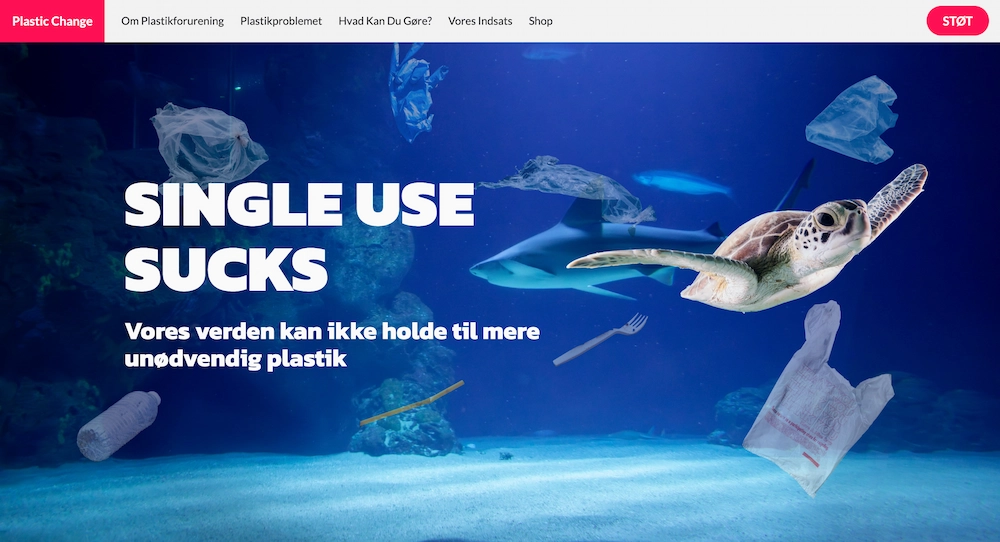 Plastic Change
Om Plastikforurening
Plastikproblemet
Hvad Kan Du Gøre?
Vores Indsats
Shop
STØT
SINGLE USE
SUCKS
Vores verden kan ikke holde til mere
unødvendig plastik